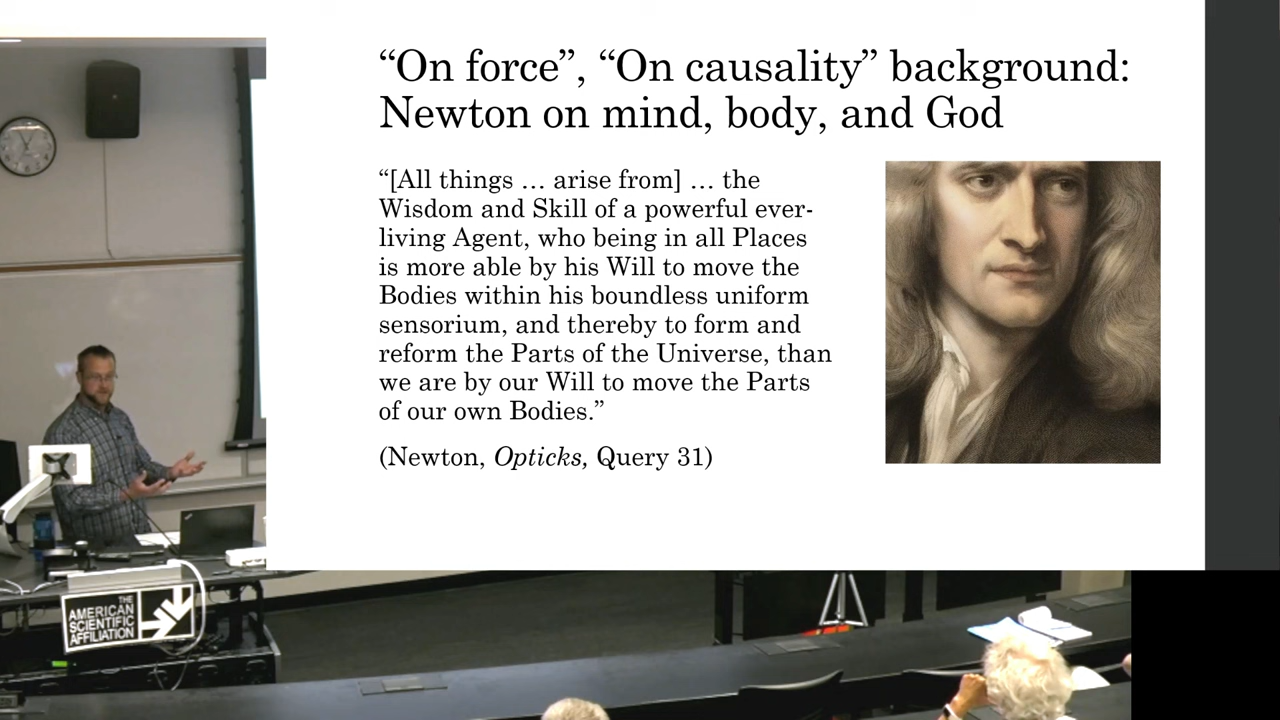 “On force”, “On causality” background:
Newton on mind, body, and God
“[All things … arise from] … the
Wisdom and Skill of a powerful ever-
living Agent, who being in all Places
is more able by his Will to move the
Bodies within his boundless uniform
sensorium, and thereby to form and
reform the Parts of the Universe, than
we are by our Will to move the Parts
of our own Bodies.”
(Newton, Opticks, Query 31)
THE
AMERICAN
SCIENTIFIC
AFFILIATION